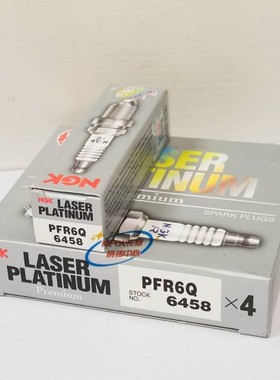 LASER
PLATINUM
Premium
SPARK PLUGS
NGK
LASER
PLATINUM
PFR6Q
6458
NGK
R
NGK
LASER
PLATINUM
Premium
PFR6Q
STOCK
NO.
6458
×4